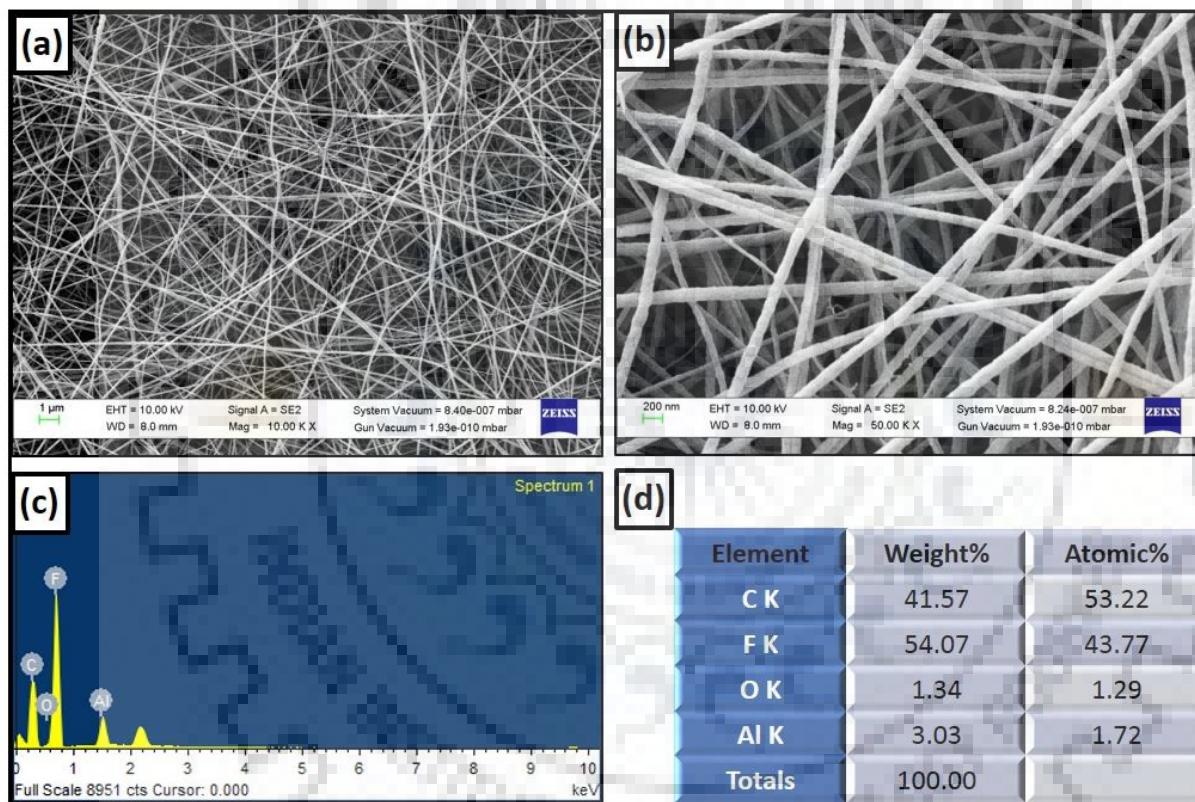 (a)
1 µm
EHT = 10.00 kV
Signal A = SE2
System Vacuum = 8.40e-007 mbar
WD = 8.0 mm
Mag = 10.00 K X
Gun Vacuum = 1.93e-010 mbar
ZEISS
(b)
200 nm
EHT = 10.00 kV
Signal A = SE2
System Vacuum = 8.24e-007 mbar
WD = 8.0 mm
Mag = 50.00 K X
Gun Vacuum = 1.93e-010 mbar
ZEISS
(c)
Spectrum 1
F
C
O
Al
0 1 2 3 4 5 6 7 8 9 10
Full Scale 8951 cts Cursor: 0.000 keV
(d)
Element Weight% Atomic%
C K 41.57 53.22
F K 54.07 43.77
O K 1.34 1.29
Al K 3.03 1.72
Totals 100.00